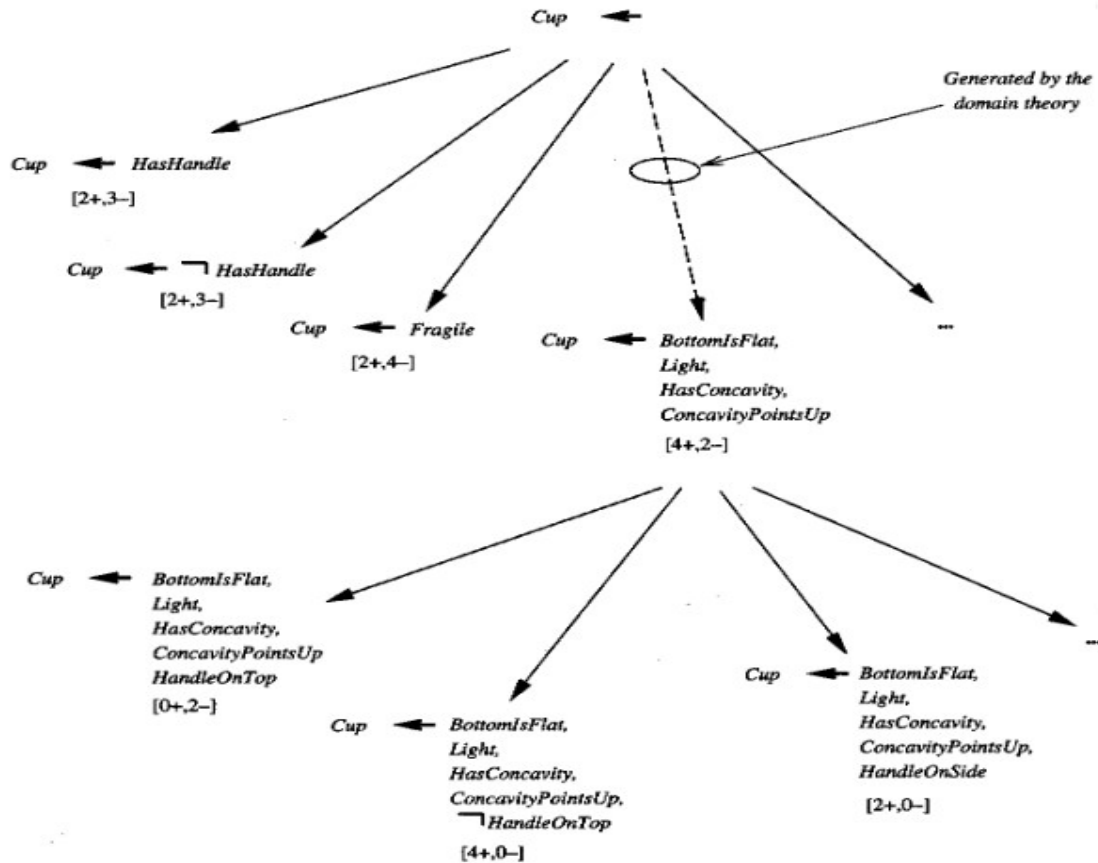 Cup ←
Generated by the
domain theory
Cup ← HasHandle
[2+,3–]
Cup ← ¬ HasHandle
[2+,3–]
Cup ← Fragile
[2+,4–]
Cup ← BottomIsFlat,
Light,
HasConcavity,
ConcavityPointsUp
[4+,2–]
...
Cup ← BottomIsFlat,
Light,
HasConcavity,
ConcavityPointsUp
HandleOnTop
[0+,2–]
Cup ← BottomIsFlat,
Light,
HasConcavity,
ConcavityPointsUp,
¬ HandleOnTop
[4+,0–]
Cup ← BottomIsFlat,
Light,
HasConcavity,
ConcavityPointsUp,
HandleOnSide
[2+,0–]
...